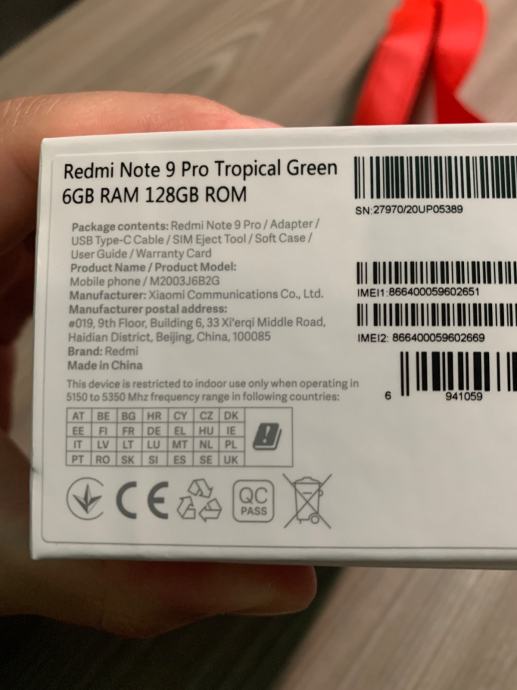 Redmi Note 9 Pro Tropical Green
6GB RAM 128GB ROM
Package contents: Redmi Note 9 Pro / Adapter /
USB Type-C Cable / SIM Eject Tool / Soft Case /
User Guide / Warranty Card
Product Name / Product Model:
Mobile phone / M2003J6B2G
Manufacturer: Xiaomi Communications Co., Ltd.
Manufacturer postal address:
#019, 9th Floor, Building 6, 33 Xi'erqi Middle Road,
Haidian District, Beijing, China, 100085
Brand: Redmi
Made in China
This device is restricted to indoor use only when operating in
5150 to 5350 Mhz frequency range in following countries:
AT BE BG HR CY CZ DK
EE FI FR DE EL HU IE
IT LV LT LU MT NL PL
PT RO SK SI ES SE UK
CE
QC
PASS
SN:27970/20UP05389
IMEI1:866400059602651
IMEI2: 866400059602669
6 941059